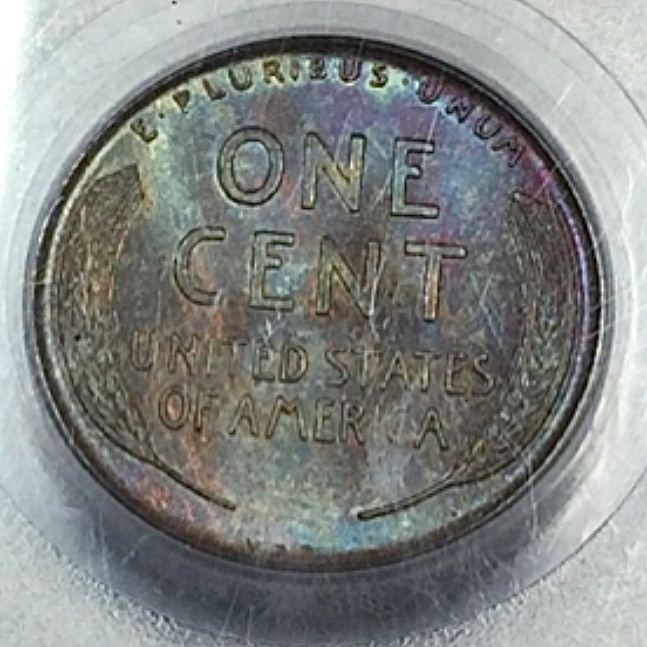 E·PLURIBUS·UNUM
ONE
CENT
UNITED STATES
OF AMERICA